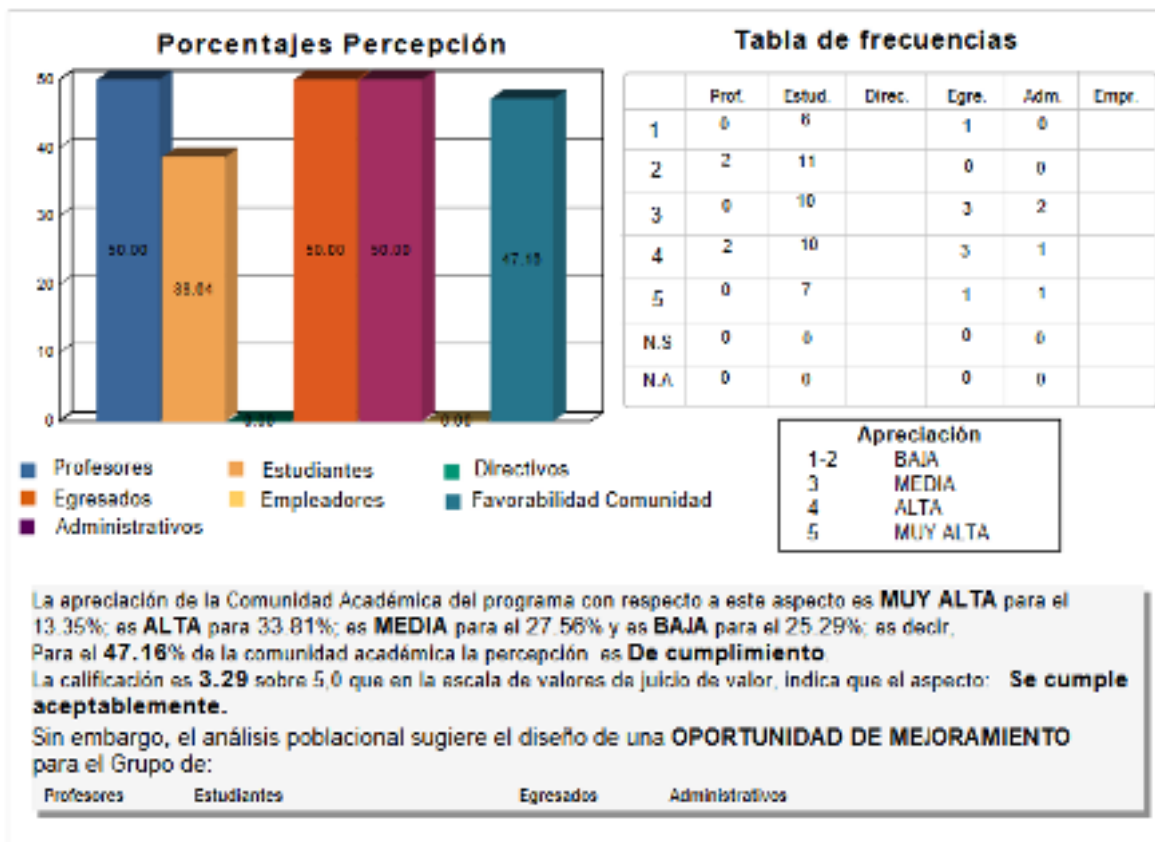 Porcentajes Percepción
50
40
30
20
10
0
50.00
38.64
0.00
50.00
50.00
0.00
Profesores Estudiantes Directivos
Egresados Empleadores Favorabilidad Comunidad
Administrativos
Tabla de frecuencias
Prof. Estud. Direc. Egre. Adm. Empr.
1 0 6 1 0
2 2 11 0 0
3 0 10 3 2
4 2 10 3 1
5 0 7 1 1
N.S 0 0 0 0
N.A 0 0 0 0
Apreciación
1-2 BAJA
3 MEDIA
4 ALTA
5 MUY ALTA
La apreciación de la Comunidad Académica del programa con respecto a este aspecto es MUY ALTA para el
13.35%; es ALTA para 33.81%; es MEDIA para el 27.56% y es BAJA para el 25.29%; es decir,
Para el 47.16% de la comunidad académica la percepción es De cumplimiento.
La calificación es 3.29 sobre 5,0 que en la escala de valores de juicio de valor, indica que el aspecto: Se cumple
aceptablemente.
Sin embargo, el análisis poblacional sugiere el diseño de una OPORTUNIDAD DE MEJORAMIENTO
para el Grupo de:
Profesores Estudiantes Egresados Administrativos